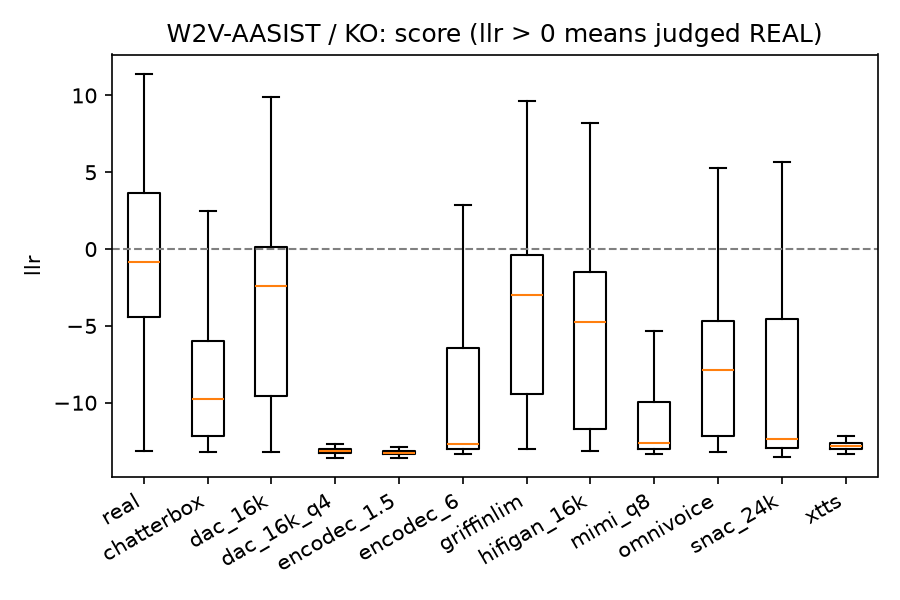 W2V-AASIST / KO: score (llr > 0 means judged REAL)
llr
10
5
0
−5
−10
real
chatterbox
dac_16k
dac_16k_q4
encodec_1.5
encodec_6
griffinlim
hifigan_16k
mimi_q8
omnivoice
snac_24k
xtts